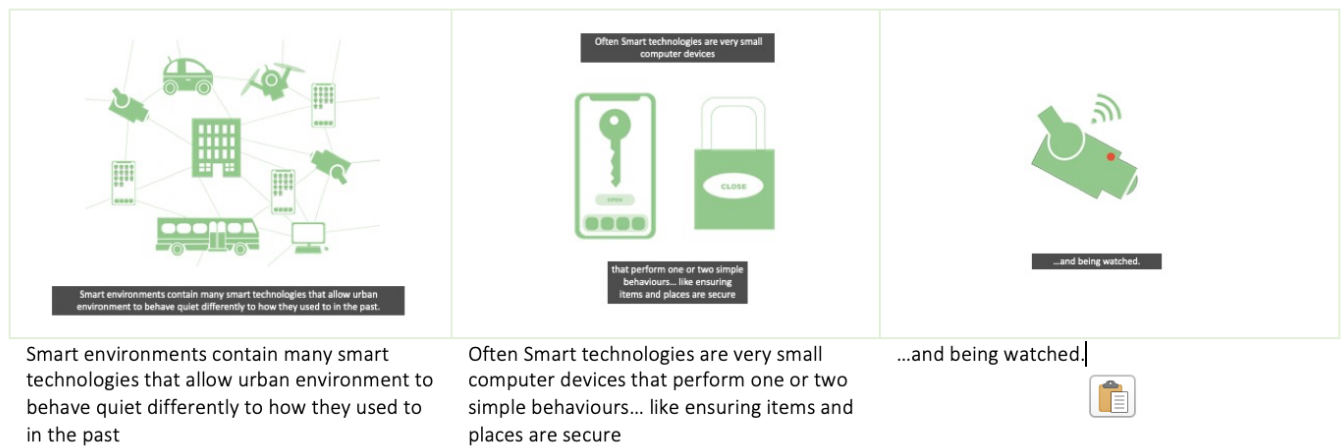 Smart environments contain many smart technologies that allow urban
environment to behave quiet differently to how they used to in the past.
Often Smart technologies are very small
computer devices
OPEN
CLOSE
that perform one or two simple
behaviours... like ensuring
items and places are secure
...and being watched.
Smart environments contain many smart
technologies that allow urban environment to
behave quiet differently to how they used to
in the past
Often Smart technologies are very small
computer devices that perform one or two
simple behaviours... like ensuring items and
places are secure
...and being watched.